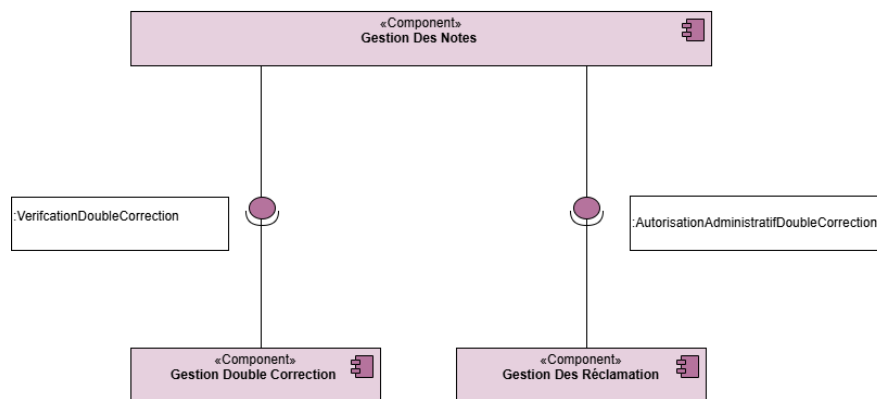 «Component»
Gestion Des Notes
:VerifcationDoubleCorrection
:AutorisationAdministratifDoubleCorrection
«Component»
Gestion Double Correction
«Component»
Gestion Des Réclamation